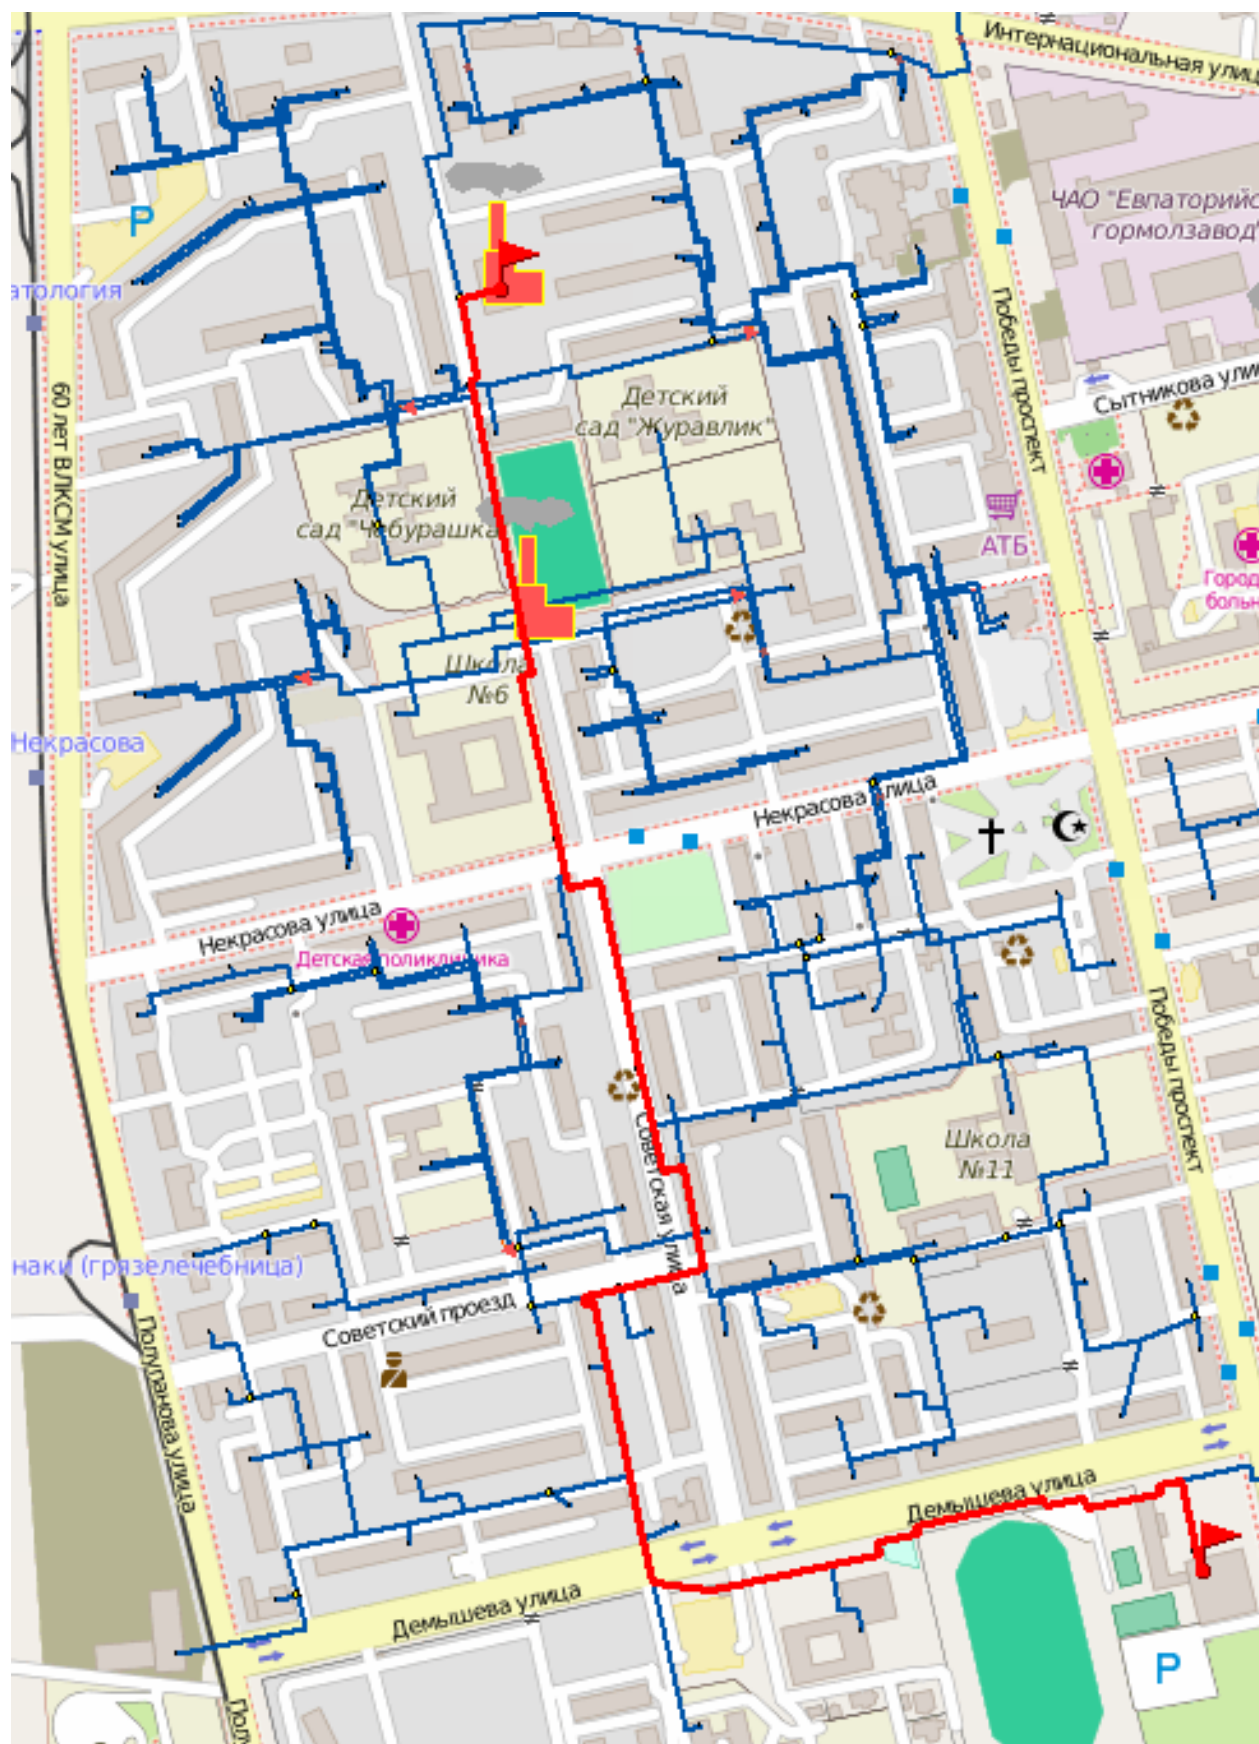 Интернациональная улиц
ЧАО "Евпаторийс
гормолзавод"
P
атология
Победы проспект
Сытникова ули
60 лет ВЛКСМ улица
Детский
сад "Журавлик"
Детский
сад "Чебурашка
АТБ
Город
больн
Школа
№6
Некрасова
Некрасова улица
Некрасова улица
Детская поликлиника
Победы проспект
Школа
№11
Советская улица
наки (грязелечебница)
Советский проезд
Полупанова улица
Демышева улица
Демышева улица
P
Полу